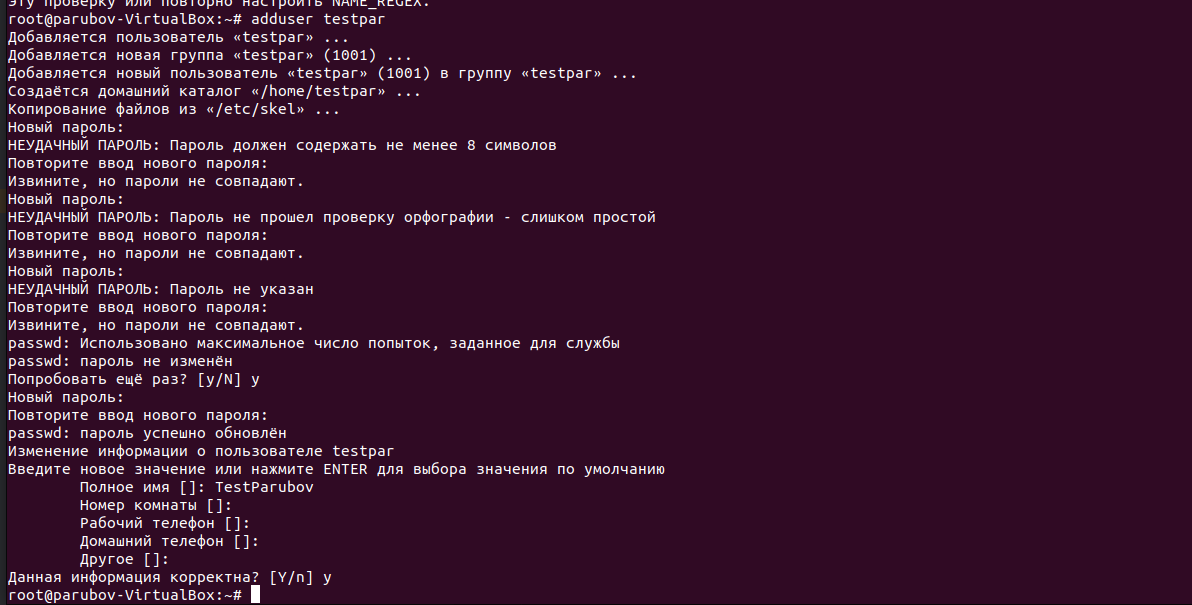 эту проверку или повторно настроить NAME_REGEX.
root@parubov-VirtualBox:~# adduser testpar
Добавляется пользователь «testpar» ...
Добавляется новая группа «testpar» (1001) ...
Добавляется новый пользователь «testpar» (1001) в группу «testpar» ...
Создаётся домашний каталог «/home/testpar» ...
Копирование файлов из «/etc/skel» ...
Новый пароль:
НЕУДАЧНЫЙ ПАРОЛЬ: Пароль должен содержать не менее 8 символов
Повторите ввод нового пароля:
Извините, но пароли не совпадают.
Новый пароль:
НЕУДАЧНЫЙ ПАРОЛЬ: Пароль не прошел проверку орфографии - слишком простой
Повторите ввод нового пароля:
Извините, но пароли не совпадают.
Новый пароль:
НЕУДАЧНЫЙ ПАРОЛЬ: Пароль не указан
Повторите ввод нового пароля:
Извините, но пароли не совпадают.
passwd: Использовано максимальное число попыток, заданное для службы
passwd: пароль не изменён
Попробовать ещё раз? [y/N] y
Новый пароль:
Повторите ввод нового пароля:
passwd: пароль успешно обновлён
Изменение информации о пользователе testpar
Введите новое значение или нажмите ENTER для выбора значения по умолчанию
Полное имя []: TestParubov
Номер комнаты []:
Рабочий телефон []:
Домашний телефон []:
Другое []:
Данная информация корректна? [Y/n] y
root@parubov-VirtualBox:~#